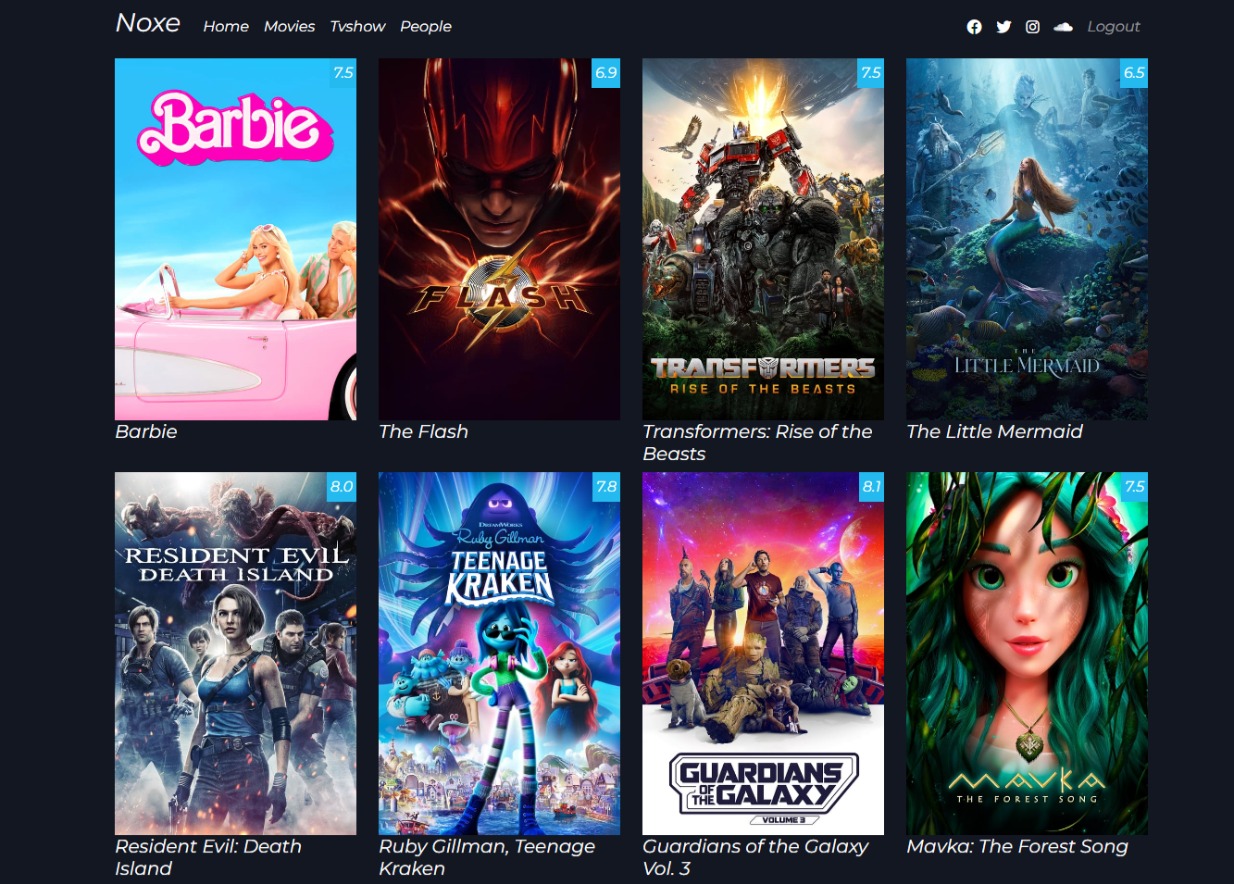 Noxe Home Movies Tvshow People Logout
7.5
Barbie
Barbie
6.9
FLASH
The Flash
7.5
TRANSFORMERS
RISE OF THE BEASTS
Transformers: Rise of the
Beasts
6.5
THE
LITTLE MERMAID
The Little Mermaid
8.0
RESIDENT EVIL
DEATH ISLAND
Resident Evil: Death
Island
7.8
DREAMWORKS
Ruby Gillman
TEENAGE
KRAKEN
Ruby Gillman, Teenage
Kraken
8.1
GUARDIANS
OF THE GALAXY
VOLUME 3
Guardians of the Galaxy
Vol. 3
7.5
MAVKA
THE FOREST SONG
Mavka: The Forest Song